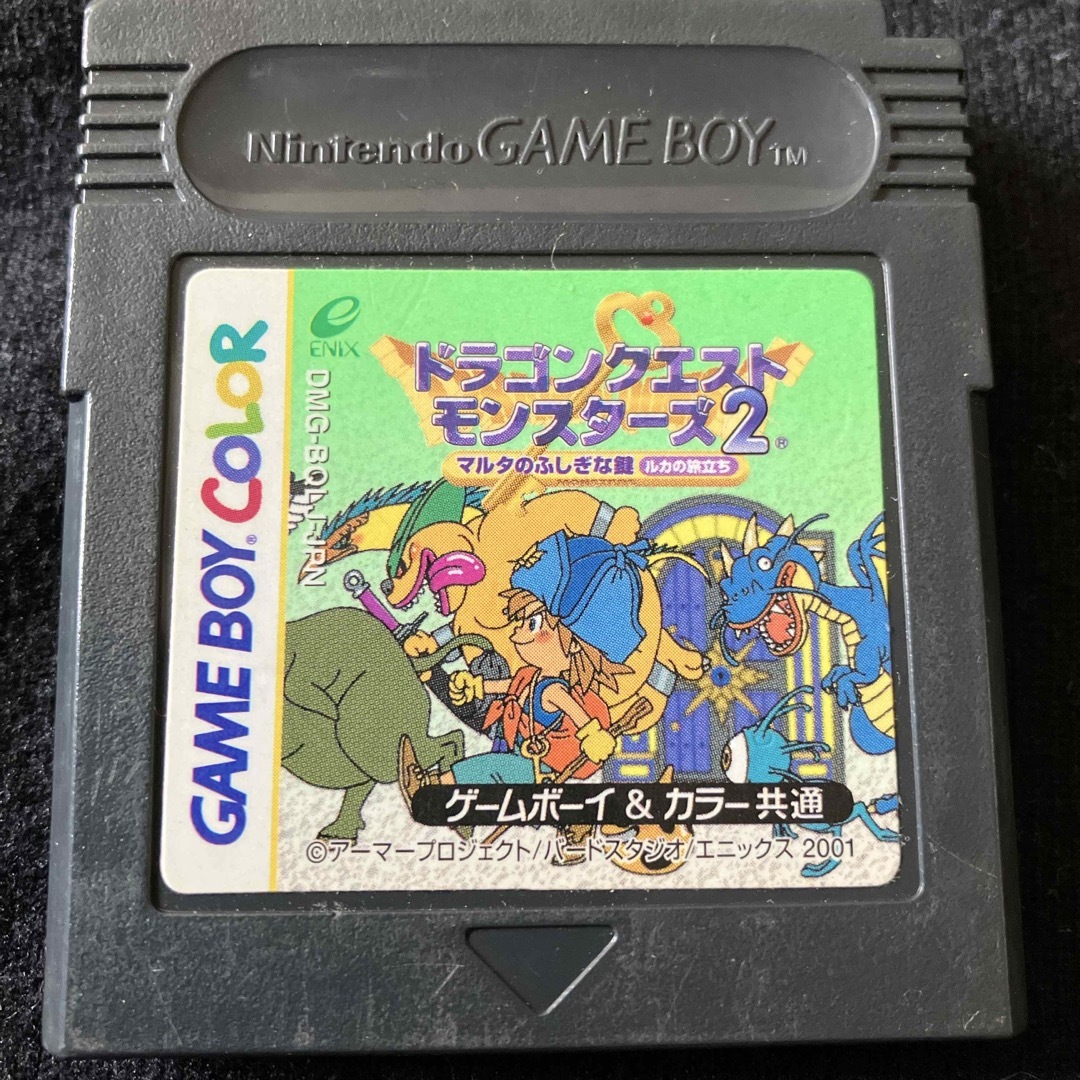 Nintendo GAME BOY TM
GAME BOY COLOR
ENIX
DMG-BQLJ-JPN
ドラゴンクエスト
モンスターズ2
マルタのふしぎな鍵 ルカの旅立ち
ゲームボーイ & カラー共通
©アーマープロジェクト/バードスタジオ/エニックス 2001